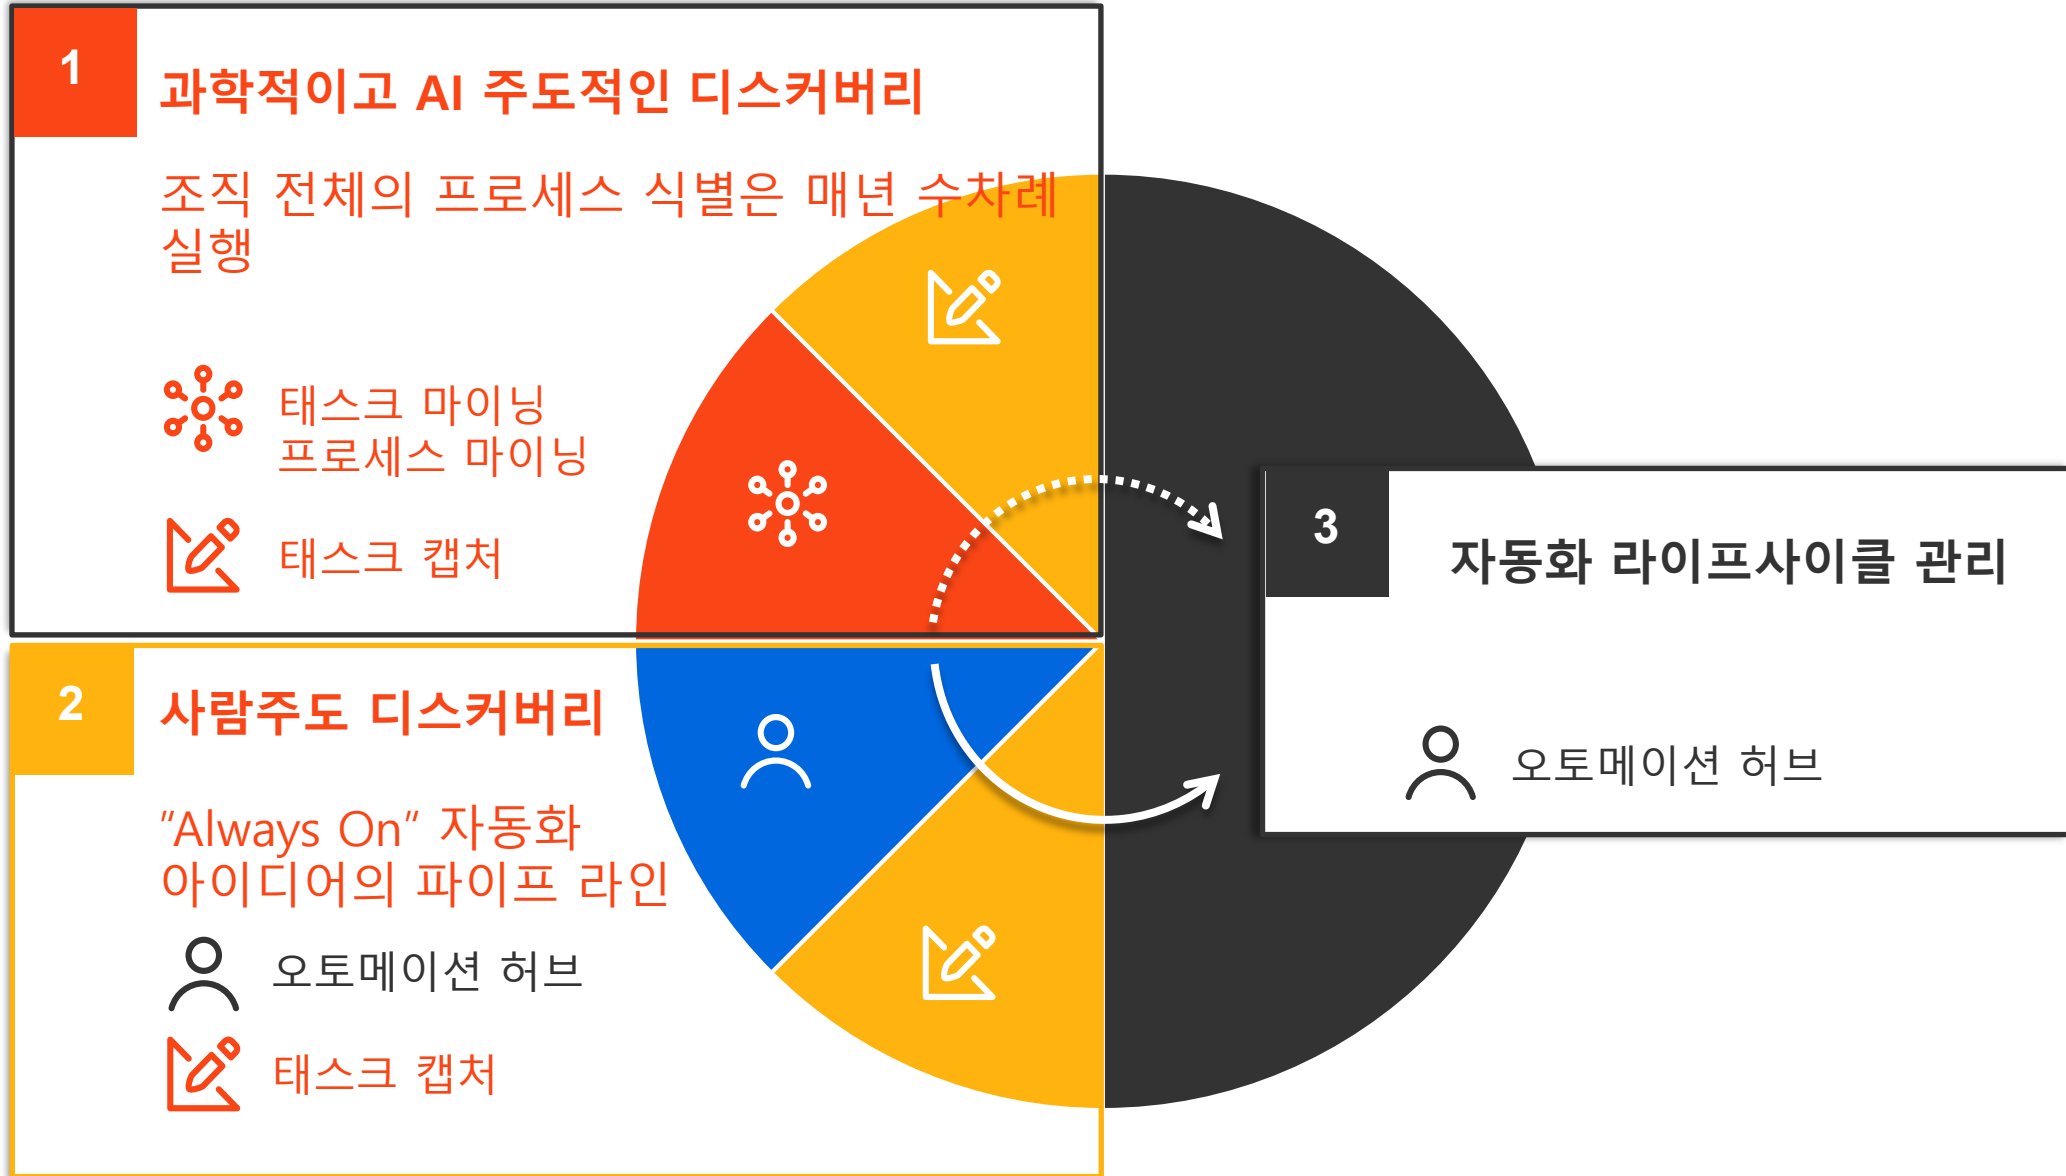 1
과학적이고 AI 주도적인 디스커버리
조직 전체의 프로세스 식별은 매년 수차례
실행
태스크 마이닝
프로세스 마이닝
태스크 캡처
2
사람주도 디스커버리
"Always On" 자동화
아이디어의 파이프 라인
오토메이션 허브
태스크 캡처
3
자동화 라이프사이클 관리
오토메이션 허브